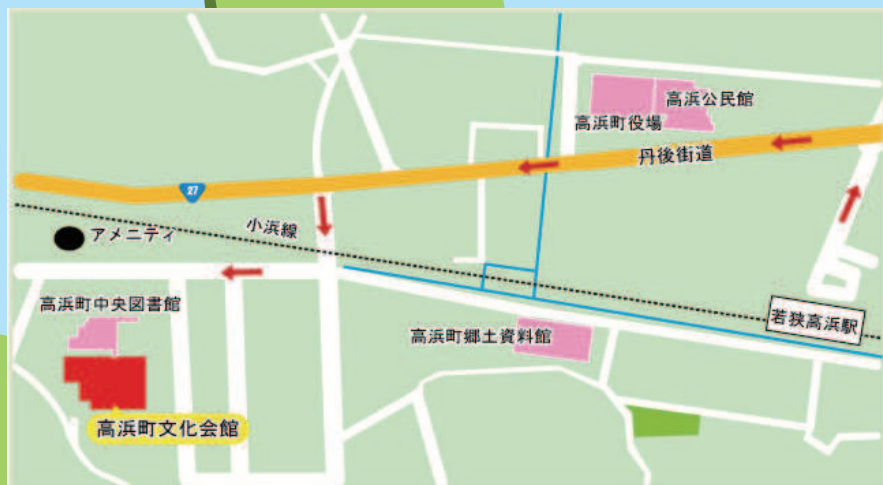 高浜公民館
高浜町役場
丹後街道
27
小浜線
アメニティ
高浜町中央図書館
若狭高浜駅
高浜町郷土資料館
高浜町文化会館